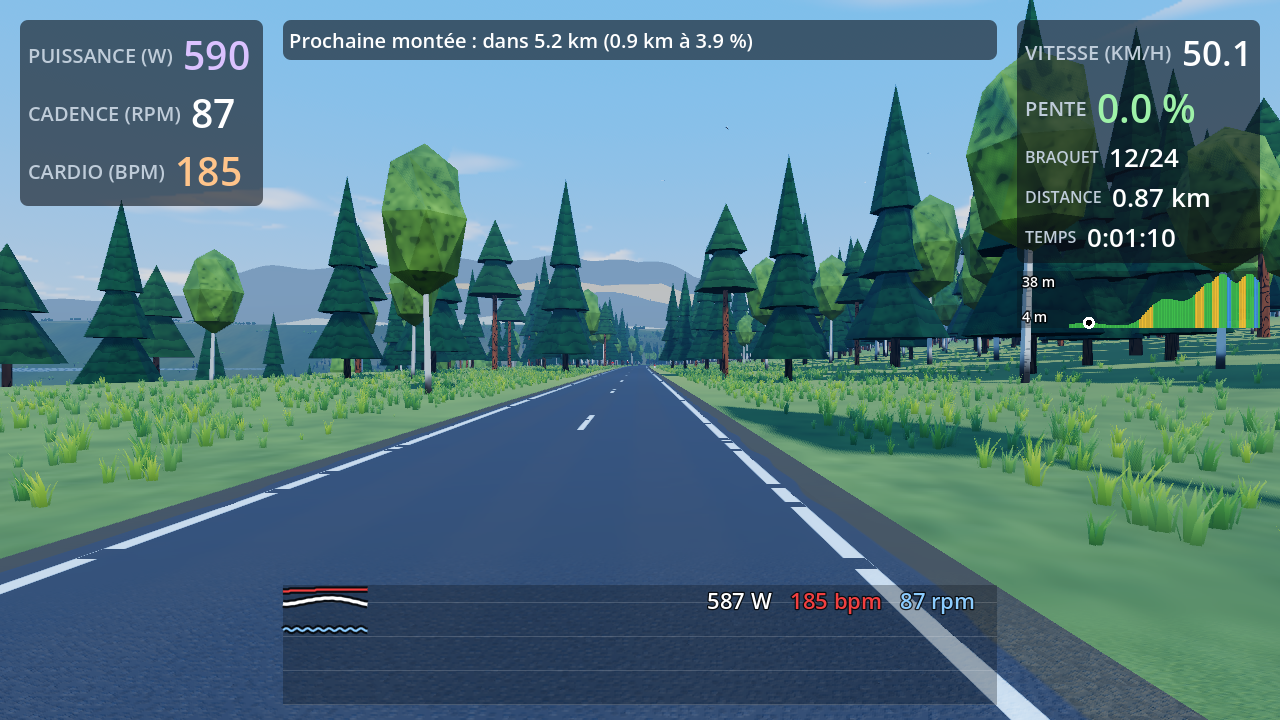 PUISSANCE (W) 590
CADENCE (RPM) 87
CARDIO (BPM) 185
Prochaine montée : dans 5.2 km (0.9 km à 3.9 %)
VITESSE (KM/H) 50.1
PENTE 0.0 %
BRAQUET 12/24
DISTANCE 0.87 km
TEMPS 0:01:10
38 m
4 m
587 W 185 bpm 87 rpm